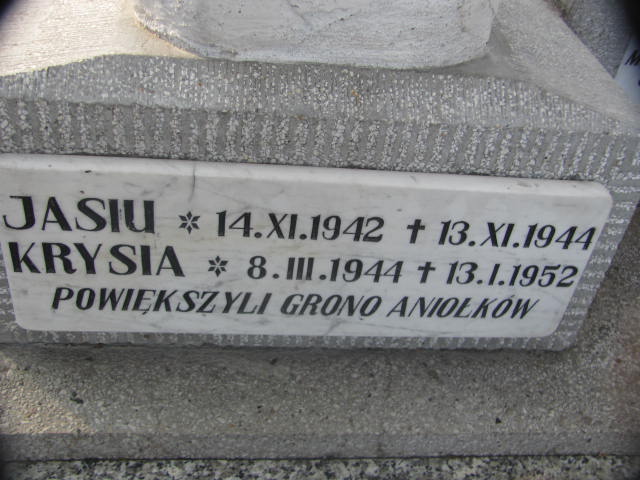 JASIU * 14.XI.1942 † 13.XI.1944
KRYSIA * 8.III.1944 † 13.I.1952
POWIĘKSZYLI GRONO ANIOŁKÓW